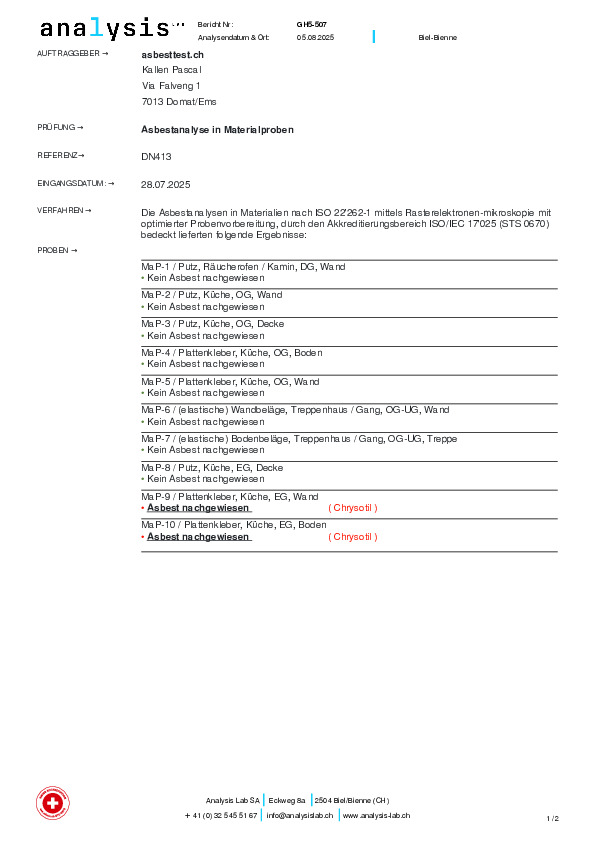 analysis
Bericht Nr: GH5-507
Analysendatum & Ort: 05.08.2025 Biel-Bienne
AUFTRAGGEBER → asbesttest.ch
Kallen Pascal
Via Falveng 1
7013 Domat/Ems
PRÜFUNG → Asbestanalyse in Materialproben
REFERENZ→ DN413
EINGANGSDATUM: → 28.07.2025
VERFAHREN → Die Asbestanalysen in Materialien nach ISO 22'262-1 mittels Rasterelektronen-mikroskopie mit
optimierter Probenvorbereitung, durch den Akkreditierungsbereich ISO/IEC 17'025 (STS 0670)
bedeckt lieferten folgende Ergebnisse:
PROBEN →
MaP-1 / Putz, Räucherofen / Kamin, DG, Wand
• Kein Asbest nachgewiesen
MaP-2 / Putz, Küche, OG, Wand
• Kein Asbest nachgewiesen
MaP-3 / Putz, Küche, OG, Decke
• Kein Asbest nachgewiesen
MaP-4 / Plattenkleber, Küche, OG, Boden
• Kein Asbest nachgewiesen
MaP-5 / Plattenkleber, Küche, OG, Wand
• Kein Asbest nachgewiesen
MaP-6 / (elastische) Wandbeläge, Treppenhaus / Gang, OG-UG, Wand
• Kein Asbest nachgewiesen
MaP-7 / (elastische) Bodenbeläge, Treppenhaus / Gang, OG-UG, Treppe
• Kein Asbest nachgewiesen
MaP-8 / Putz, Küche, EG, Decke
• Kein Asbest nachgewiesen
MaP-9 / Plattenkleber, Küche, EG, Wand
• Asbest nachgewiesen ( Chrysotil )
MaP-10 / Plattenkleber, Küche, EG, Boden
• Asbest nachgewiesen ( Chrysotil )
Analysis Lab SA | Eckweg 8a | 2504 Biel/Bienne (CH)
+ 41 (0) 32 545 51 67 | info@analysislab.ch | www.analysis-lab.ch
1 / 2